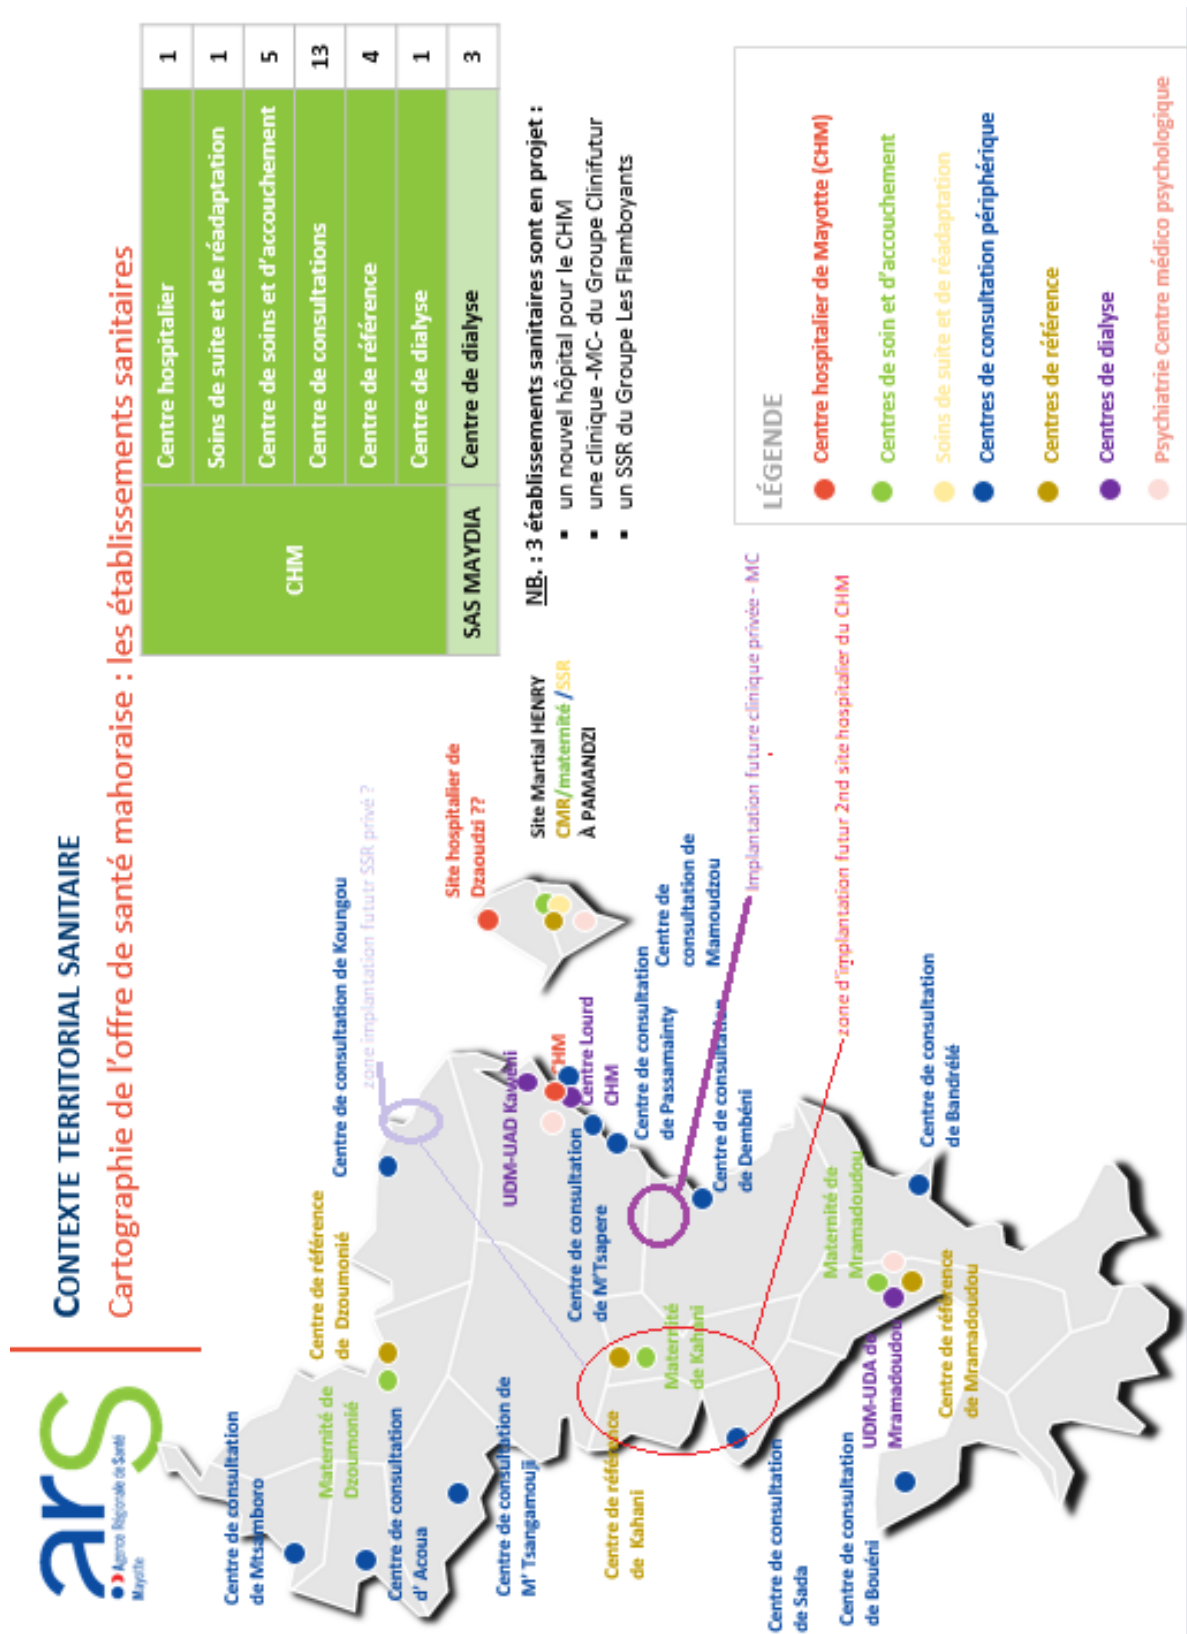 ars
Agence Régionale de Santé
Mayotte
CONTEXTE TERRITORIAL SANITAIRE
Cartographie de l'offre de santé mahoraise : les établissements sanitaires
CHM
Centre hospitalier
1
Soins de suite et de réadaptation
1
Centre de soins et d'accouchement
5
Centre de consultations
13
Centre de référence
4
Centre de dialyse
1
SAS MAYDIA
Centre de dialyse
3
NB. : 3 établissements sanitaires sont en projet :
▪ un nouvel hôpital pour le CHM
▪ une clinique -MC- du Groupe Clinifutur
▪ un SSR du Groupe Les Flamboyants
LÉGENDE
Centre hospitalier de Mayotte (CHM)
Centres de soin et d'accouchement
Soins de suite et de réadaptation
Centres de consultation périphérique
Centres de référence
Centres de dialyse
Psychiatrie Centre médico psychologique
Centre de consultation
de Mtsamboro
Maternité de
Dzoumonié
Centre de référence
de Dzoumonié
Centre de consultation de Koungou
zone implantation fututr SSR privé ?
Centre de consultation
d' Acoua
Centre de consultation de
M' Tsangamouji
Site hospitalier de
Dzaoudzi ??
Site Martial HENRY
CMR/maternité /SSR
À PAMANDZI
UDM-UAD Kawéni
CHM
Centre Lourd
CHM
Centre de consultation
de M'Tsapere
Centre de consultation
de Passamainty
Centre de
consultation de
Mamoudzou
Centre de consultation
de Dembéni
Implantation future clinique privée - MC
zone d'implantation futur 2nd site hospitalier du CHM
Centre de référence
de Kahani
Maternité
de Kahani
Centre de consultation
de Sada
Centre de consultation
de Bouéni
UDM-UDA de
Mramadoudou
Maternité de
Mramadoudou
Centre de référence
de Mramadoudou
Centre de consultation
de Bandrélé